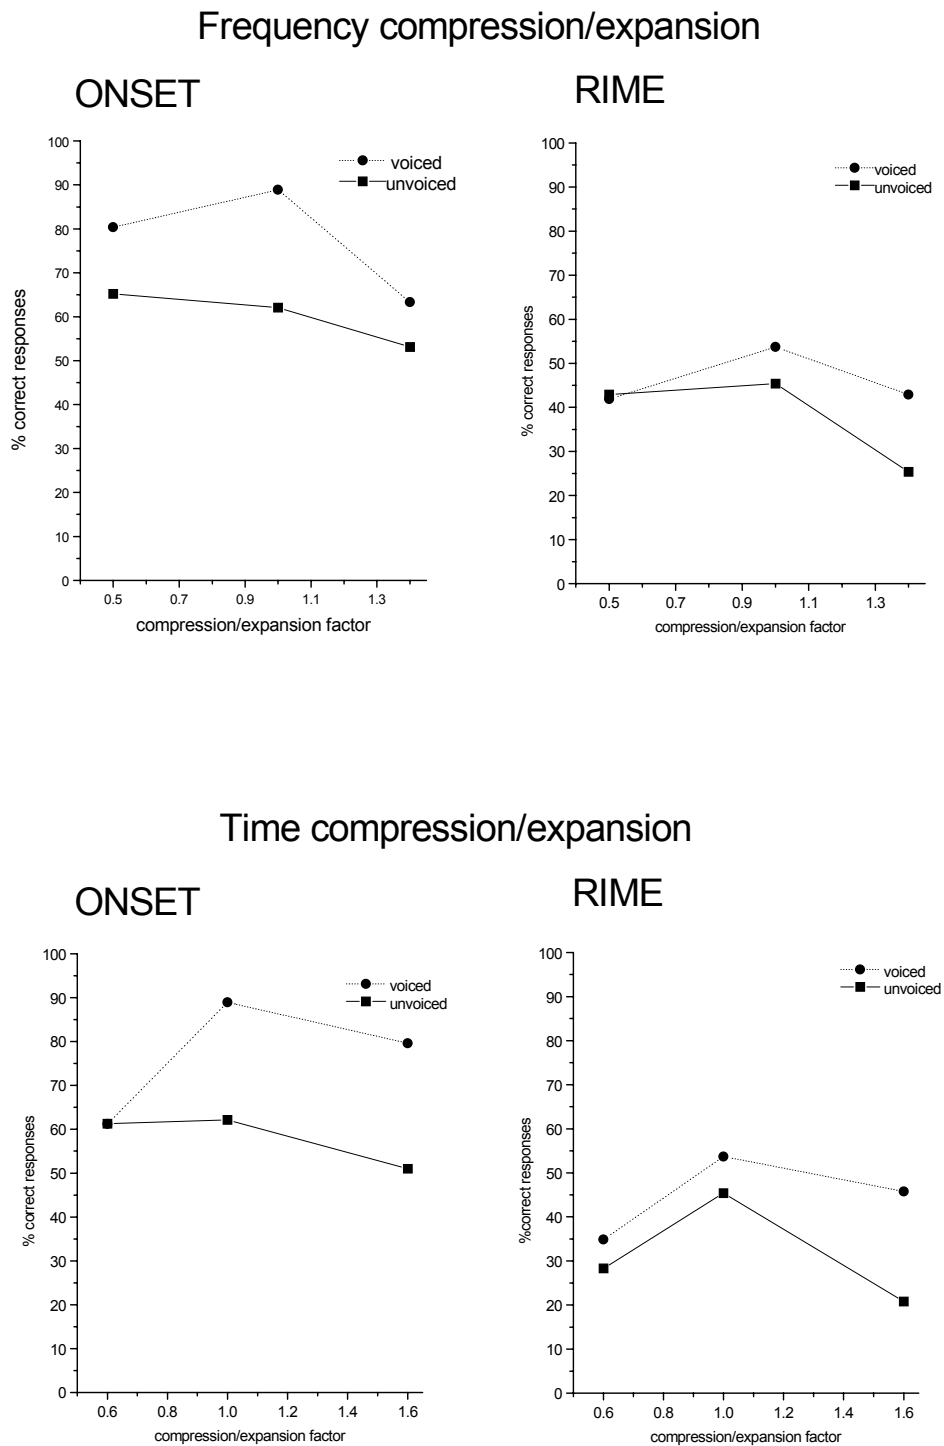 Frequency compression/expansion
ONSET
100
90
80
70
60
50
40
30
20
10
0
% correct responses
voiced
unvoiced
0.5 0.7 0.9 1.1 1.3
compression/expansion factor
RIME
100
90
80
70
60
50
40
30
20
10
0
% correct responses
voiced
unvoiced
0.5 0.7 0.9 1.1 1.3
compression/expansion factor
Time compression/expansion
ONSET
100
90
80
70
60
50
40
30
20
10
0
% correct responses
voiced
unvoiced
0.6 0.8 1.0 1.2 1.4 1.6
compression/expansion factor
RIME
100
90
80
70
60
50
40
30
20
10
0
%correct responses
voiced
unvoiced
0.6 0.8 1.0 1.2 1.4 1.6
compression/expansion factor